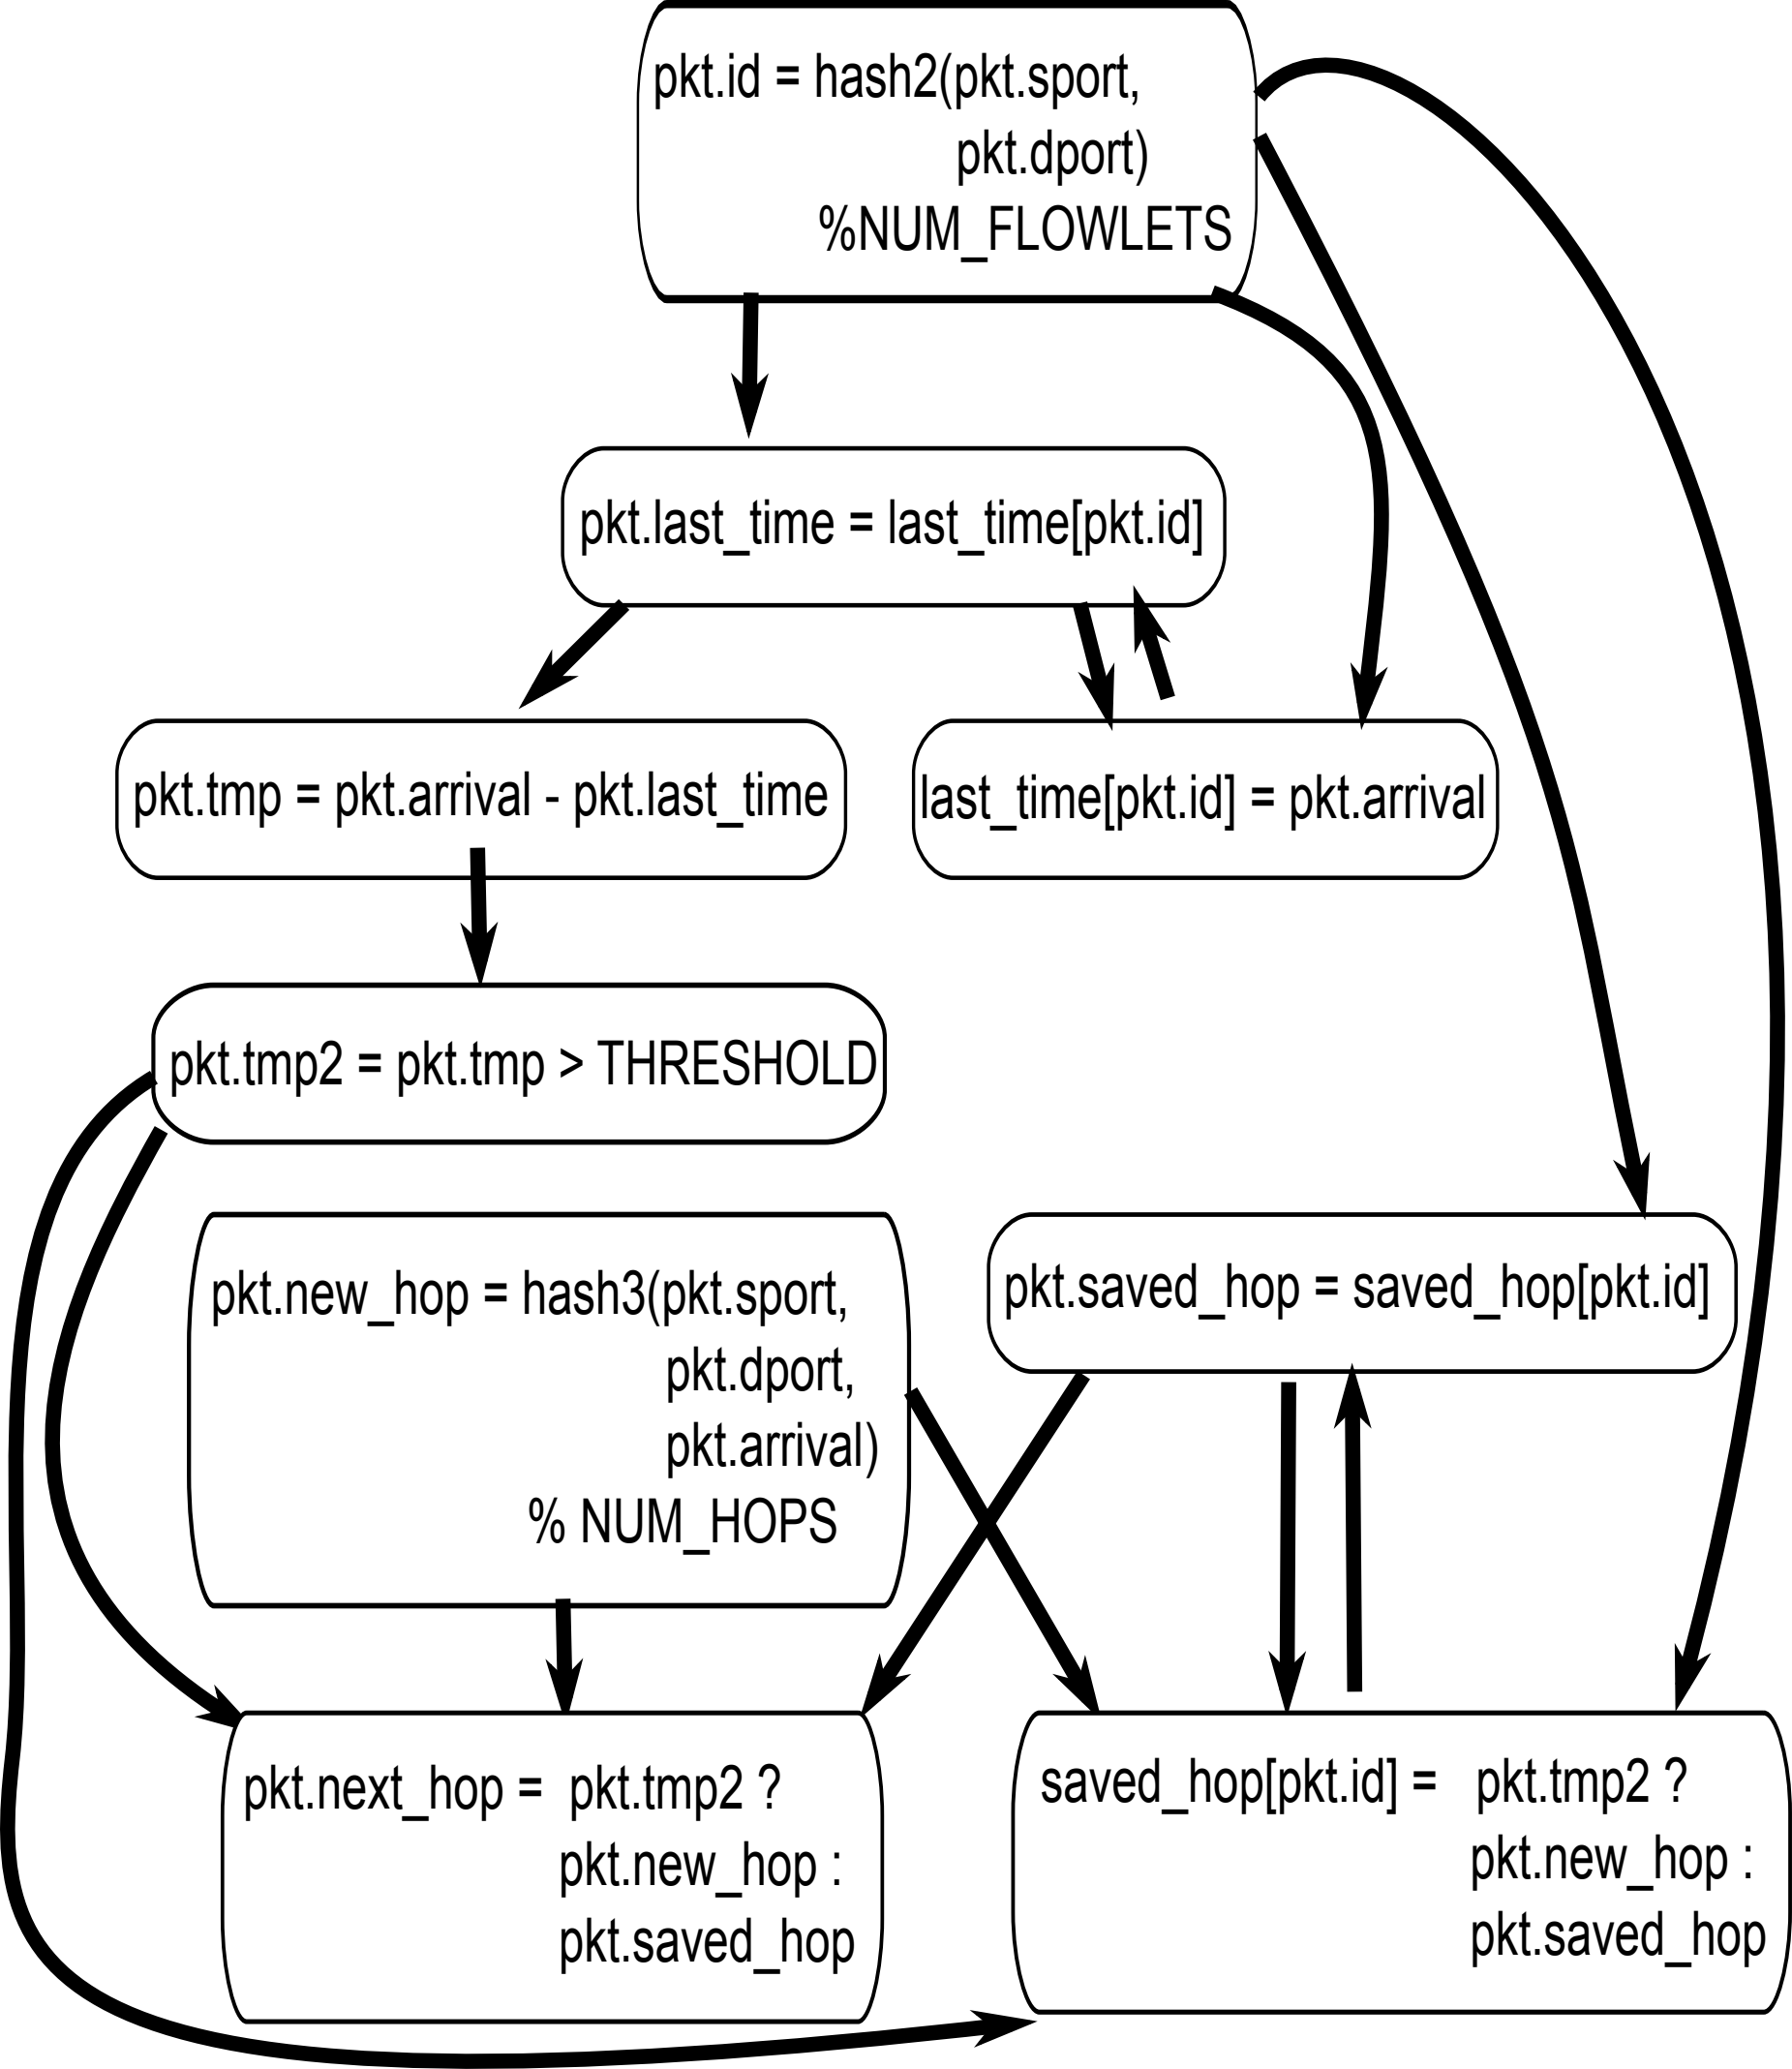 pkt.id = hash2(pkt.sport,
pkt.dport)
%NUM_FLOWLETS
pkt.last_time = last_time[pkt.id]
pkt.tmp = pkt.arrival - pkt.last_time
last_time[pkt.id] = pkt.arrival
pkt.tmp2 = pkt.tmp > THRESHOLD
pkt.new_hop = hash3(pkt.sport,
pkt.dport,
pkt.arrival)
% NUM_HOPS
pkt.saved_hop = saved_hop[pkt.id]
pkt.next_hop = pkt.tmp2 ?
pkt.new_hop :
pkt.saved_hop
saved_hop[pkt.id] = pkt.tmp2 ?
pkt.new_hop :
pkt.saved_hop